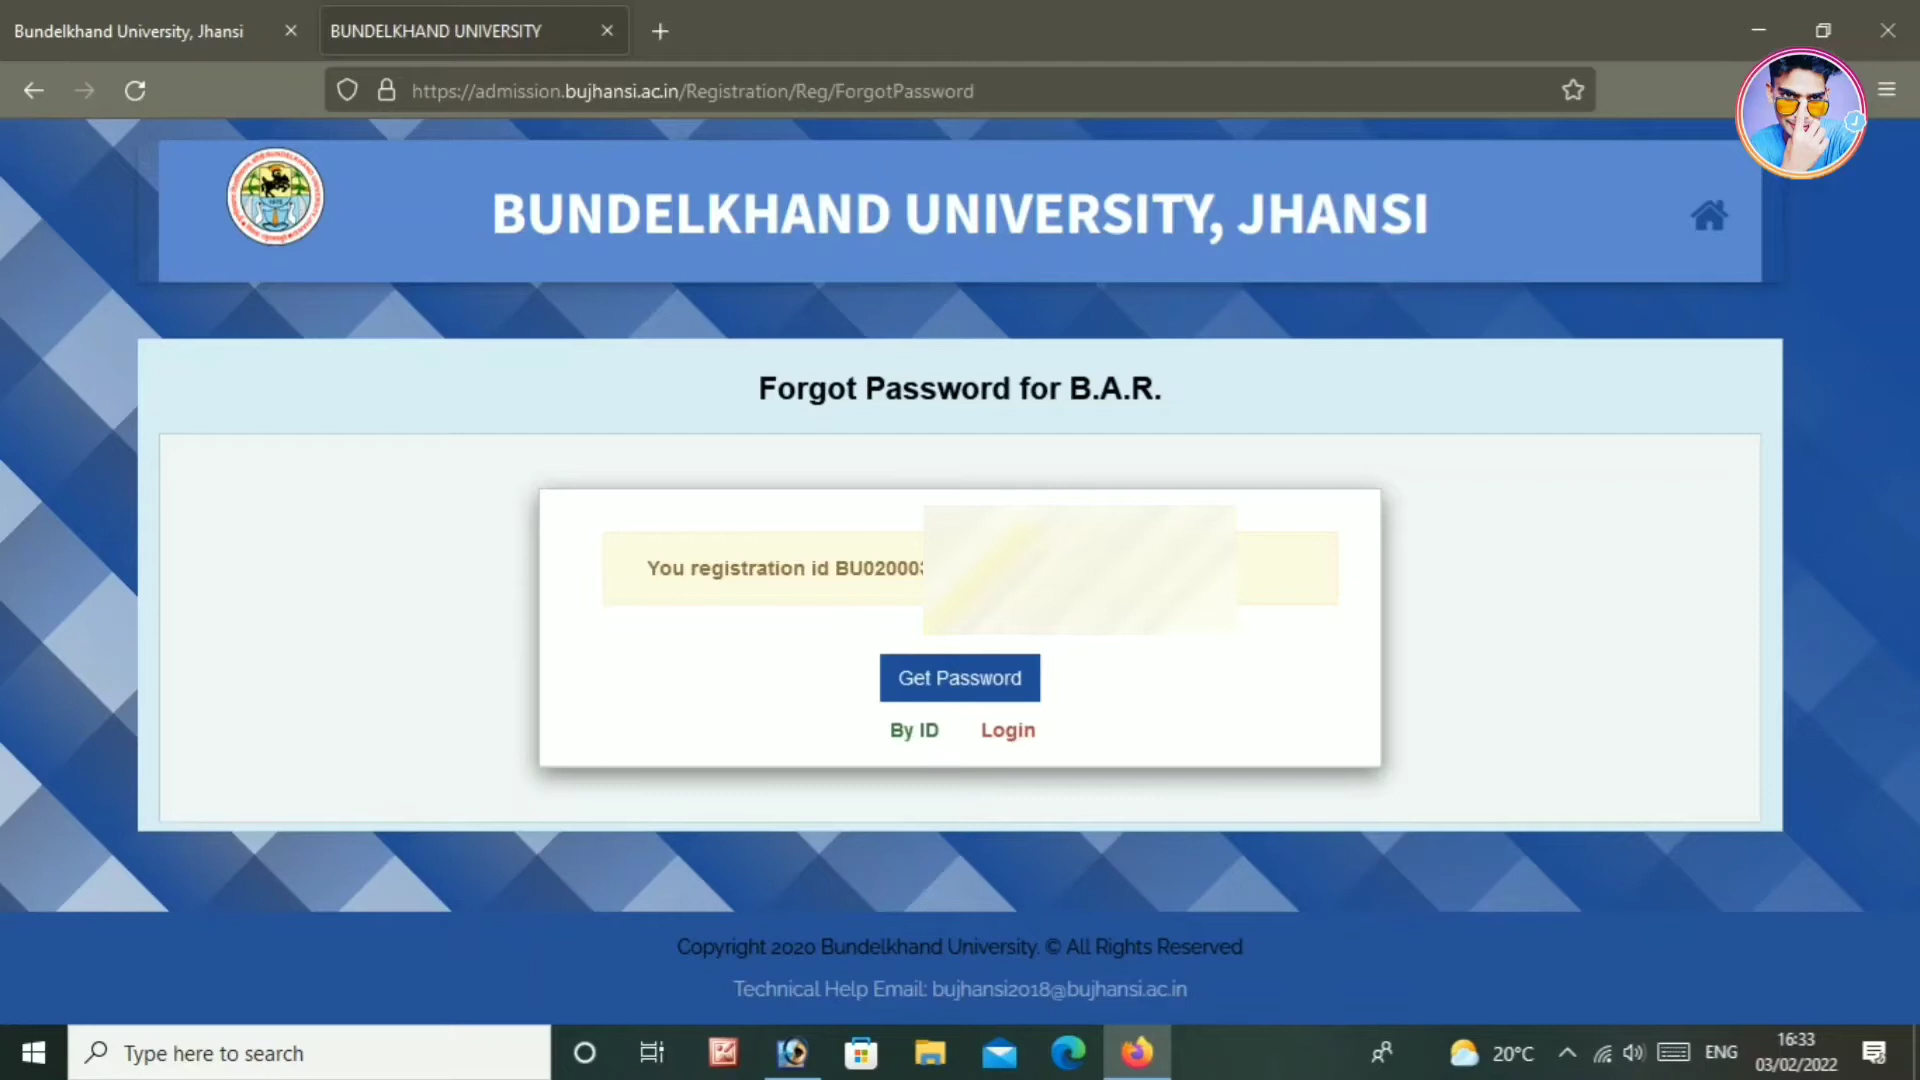 Bundelkhand University, Jhansi
BUNDELKHAND UNIVERSITY
https://admission.bujhansi.ac.in/Registration/Reg/ForgotPassword
BUNDELKHAND UNIVERSITY, JHANSI
Forgot Password for B.A.R.
You registration id BU020003
Get Password
By ID Login
Copyright 2020 Bundelkhand University. © All Rights Reserved
Technical Help Email: bujhansi2018@bujhansi.ac.in
Type here to search
20°C
ENG
16:33
03/02/2022